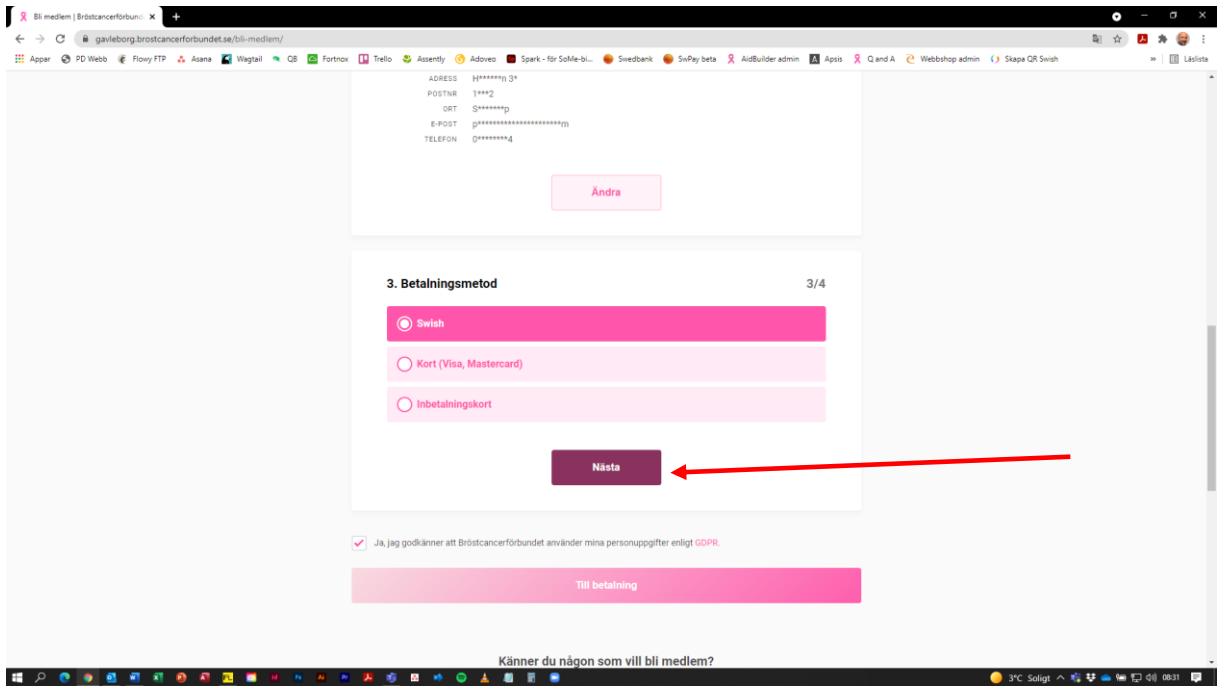 Bli medlem | Bröstcancerförbund
gavleborg.brostcancerforbundet.se/bli-medlem/
Appar PD Webb Flowy FTP Asana Wagtail QB Fortnox Trello Assently Adoveo Spark - för SoMe-bi... Swedbank SwPay beta AidBuilder admin Apsis Q and A Webbshop admin Skapa QR Swish » Läslista
ADRESS H******n 3*
POSTNR 1***2
ORT S*******p
E-POST p**********************m
TELEFON 0********4
Ändra
3. Betalningsmetod 3/4
Swish
Kort (Visa, Mastercard)
Inbetalningskort
Nästa
Ja, jag godkänner att Bröstcancerförbundet använder mina personuppgifter enligt GDPR.
Till betalning
Känner du någon som vill bli medlem?
3°C Soligt 08:31